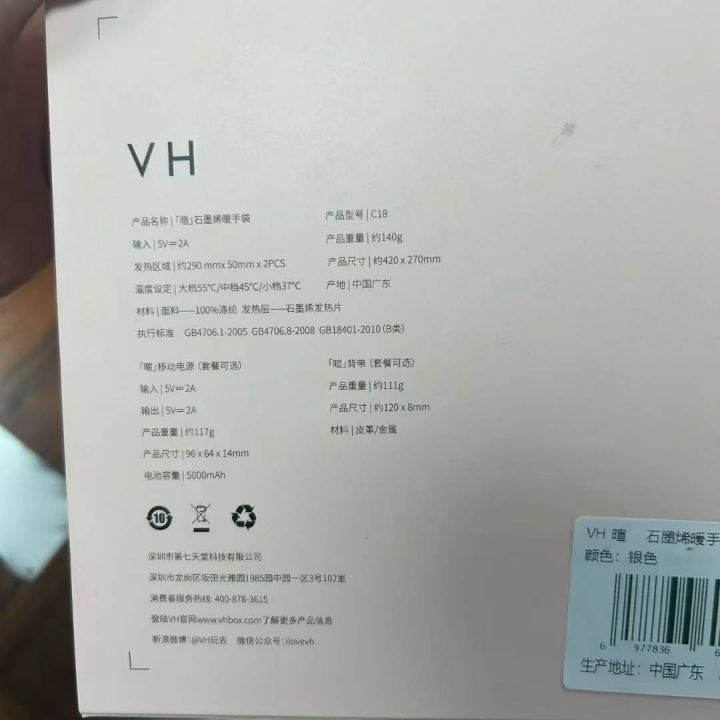 VH
产品名称 |「暄」石墨烯暖手袋 产品型号 | C18
输入 | 5V⎓2A 产品重量 | 约140g
发热区域 | 约290 mmx 50mm x 2PCS 产品尺寸 | 约420 x 270mm
温度设定 | 大档55℃/中档45℃/小档37℃ 产地 | 中国广东
材料 | 面料——100%涤纶 发热层——石墨烯发热片
执行标准 GB4706.1-2005 GB4706.8-2008 GB18401-2010 (B类)
「暄」移动电源 (套餐可选) 「暄」背带 (套餐可选)
输入 | 5V⎓2A 产品重量 | 约111g
输出 | 5V⎓2A 产品尺寸 | 约120 x 8mm
产品重量 | 约117g 材料 | 皮革/金属
产品尺寸 | 96 x 64 x 14mm
电池容量 | 5000mAh
10
深圳市第七天堂科技有限公司
深圳市龙岗区坂田光雅园1985园中园一区3号102室
消费者服务热线: 400-878-3615
登陆VH官网www.vhbox.com了解更多产品信息
新浪微博: @VH玩去 微信公众号: ilovevh
VH 暄 石墨烯暖手
颜色: 银色
6 977836 6
生产地址: 中国广东